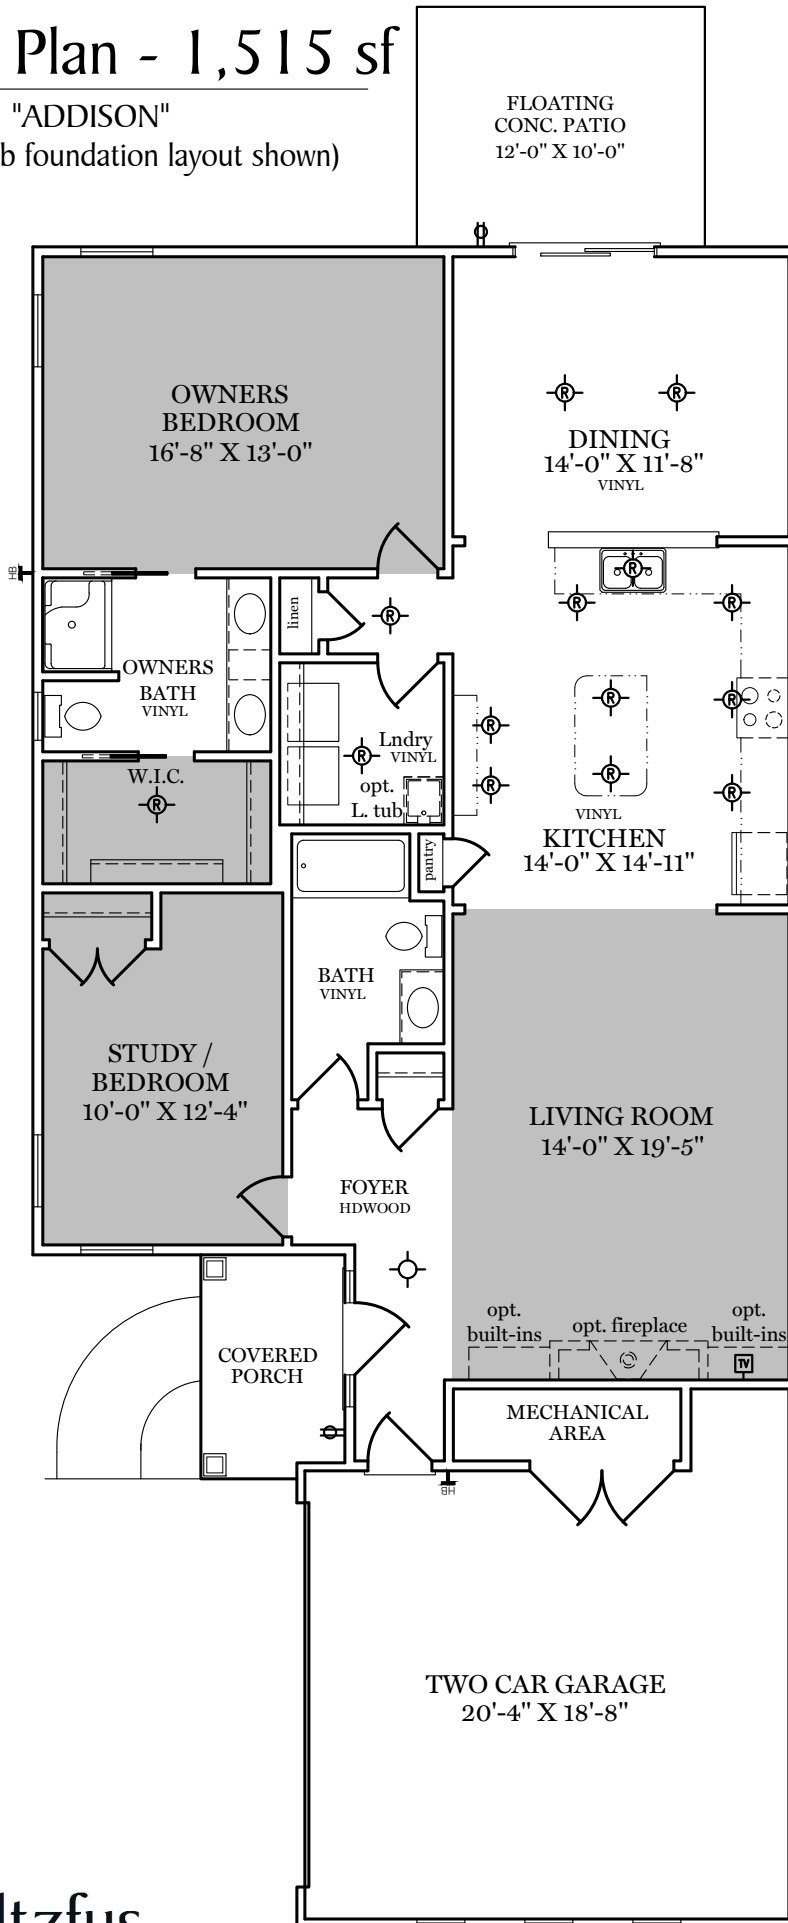 Plan - 1,515 sf
"ADDISON"
b foundation layout shown)
FLOATING
CONC. PATIO
12'-0" X 10'-0"
OWNERS
BEDROOM
16'-8" X 13'-0"
R R
DINING
14'-0" X 11'-8"
VINYL
HB
R
R R
linen
R
OWNERS
BATH
VINYL
R R
R
Lndry
VINYL
R
opt.
L. tub
R
R
R
W.I.C.
R
VINYL
KITCHEN
14'-0" X 14'-11"
pantry
BATH
VINYL
STUDY /
BEDROOM
10'-0" X 12'-4"
LIVING ROOM
14'-0" X 19'-5"
FOYER
HDWOOD
opt.
built-ins
opt. fireplace
opt.
built-ins
TV
COVERED
PORCH
MECHANICAL
AREA
HB
TWO CAR GARAGE
20'-4" X 18'-8"
ltzfus